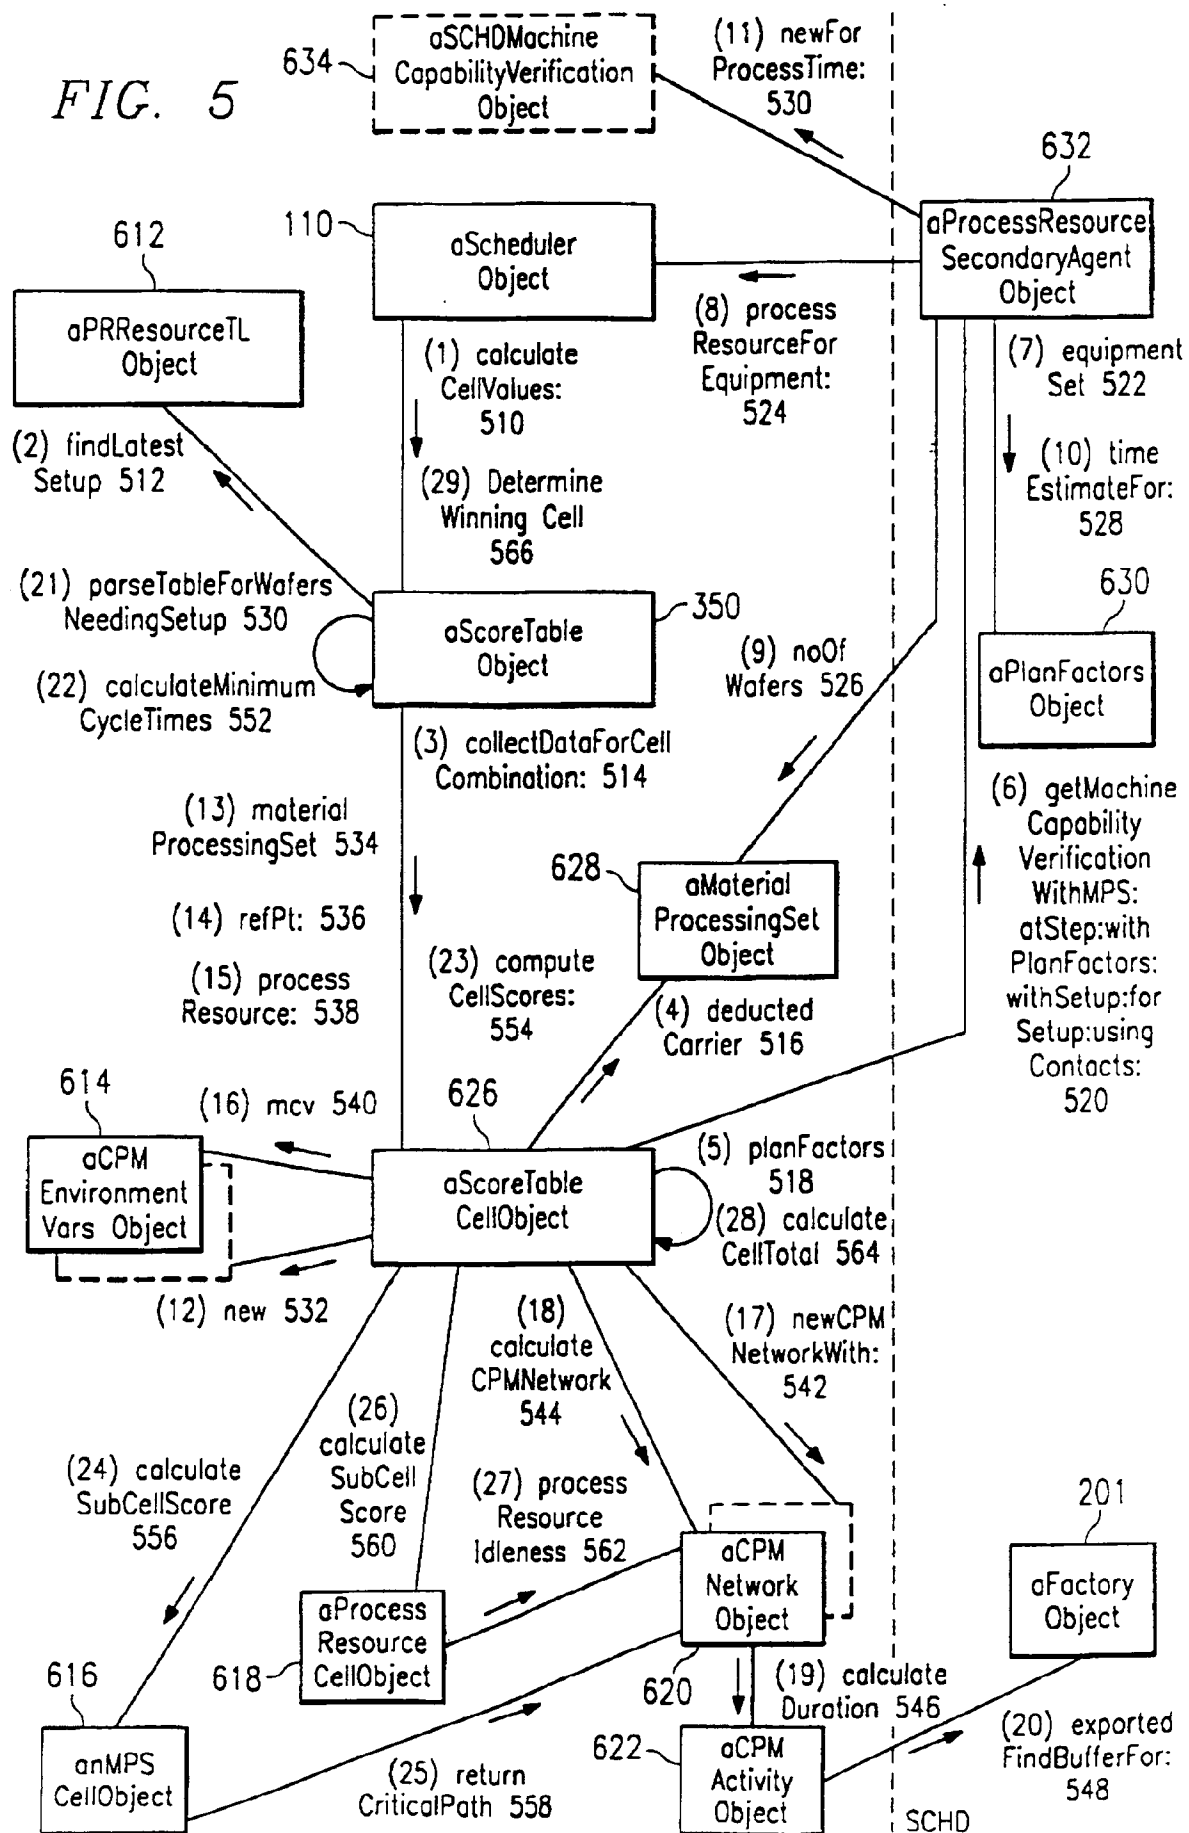 FIG. 5
634
aSCHDMachine
CapabilityVerification
Object
(11) newFor
ProcessTime:
530
632
aProcessResource
SecondaryAgent
Object
110
aScheduler
Object
612
aPRResourceTL
Object
(8) process
ResourceFor
Equipment:
524
(1) calculate
CellValues:
510
(7) equipment
Set 522
(2) findLatest
Setup 512
(10) time
EstimateFor:
528
(29) Determine
Winning Cell
566
(21) parseTableForWafers
NeedingSetup 530
350
aScoreTable
Object
630
aPlanFactors
Object
(9) noOf
Wafers 526
(22) calculateMinimum
CycleTimes 552
(3) collectDataForCell
Combination: 514
(13) material
ProcessingSet 534
(6) getMachine
Capability
Verification
WithMPS:
atStep:with
PlanFactors:
withSetup:for
Setup:using
Contacts:
520
628
aMaterial
ProcessingSet
Object
(14) refPt: 536
(15) process
Resource: 538
(23) compute
CellScores:
554
(4) deducted
Carrier 516
614
(16) mcv 540
626
aCPM
Environment
Vars Object
aScoreTable
CellObject
(5) planFactors
518
(28) calculate
CellTotal 564
(12) new 532
(18)
calculate
CPMNetwork
544
(17) newCPM
NetworkWith:
542
(26)
calculate
SubCell
Score
560
(24) calculate
SubCellScore
556
(27) process
Resource
Idleness 562
201
aCPM
Network
Object
aFactory
Object
aProcess
Resource
CellObject
618
620
(19) calculate
Duration 546
616
anMPS
CellObject
(25) return
CriticalPath 558
622
aCPM
Activity
Object
(20) exported
FindBufferFor:
548
SCHD